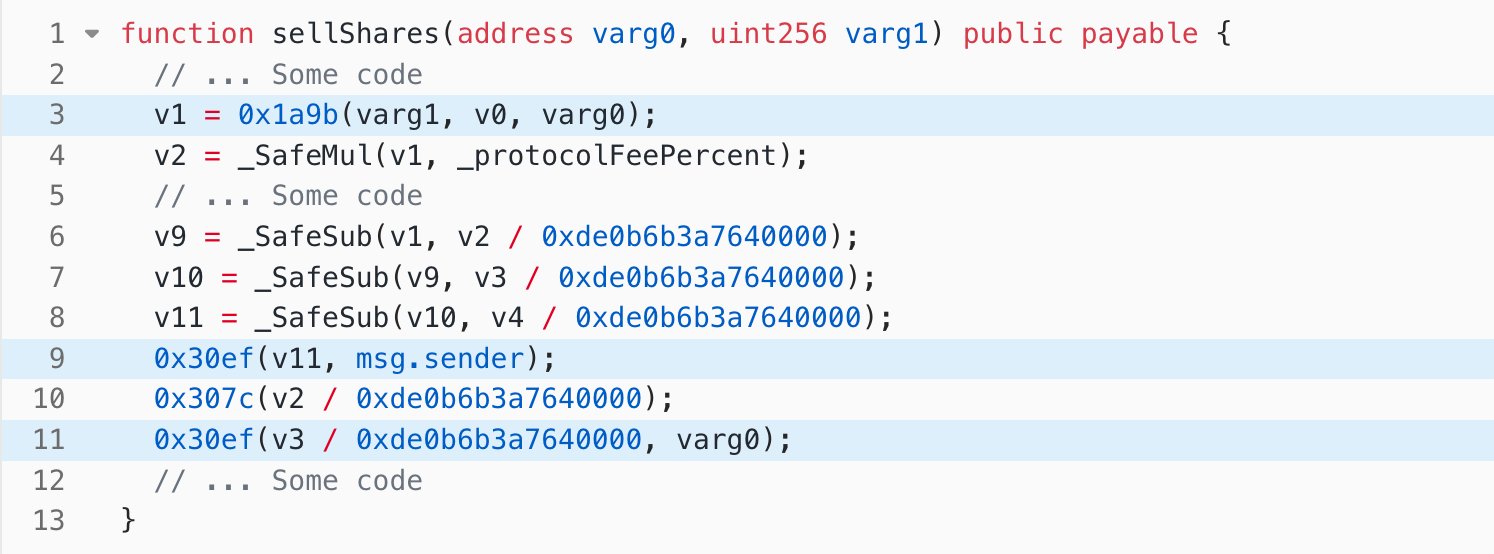 1 function sellShares(address varg0, uint256 varg1) public payable {
2 // ... Some code
3 v1 = 0x1a9b(varg1, v0, varg0);
4 v2 = _SafeMul(v1, _protocolFeePercent);
5 // ... Some code
6 v9 = _SafeSub(v1, v2 / 0xde0b6b3a7640000);
7 v10 = _SafeSub(v9, v3 / 0xde0b6b3a7640000);
8 v11 = _SafeSub(v10, v4 / 0xde0b6b3a7640000);
9 0x30ef(v11, msg.sender);
10 0x307c(v2 / 0xde0b6b3a7640000);
11 0x30ef(v3 / 0xde0b6b3a7640000, varg0);
12 // ... Some code
13 }